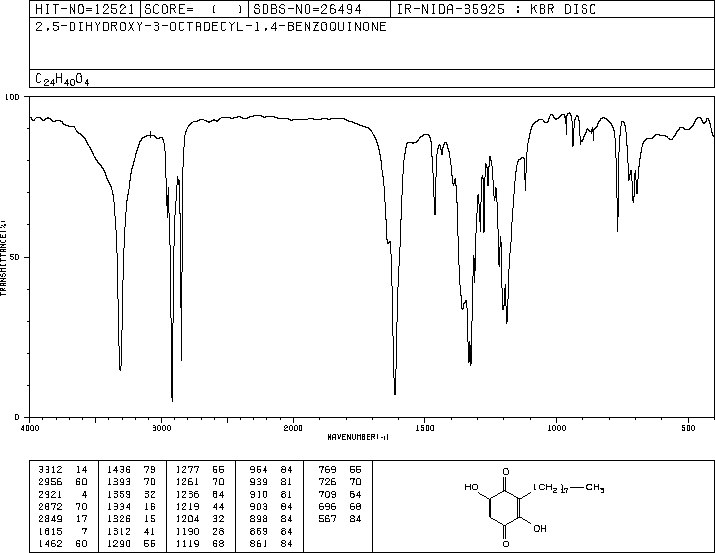 HIT-NO=12521 SCORE= ( ) SDBS-NO=26494 IR-NIDA-35925 : KBR DISC
2,5-DIHYDROXY-3-OCTADECYL-1,4-BENZOQUINONE
C24H40O4
100
50
0
TRANSMITTANCE(%)
4000 3000 2000 1500 1000 500
WAVENUMBER(-1)
3312 14 1436 79 1277 55 964 84 769 55
2956 60 1393 70 1261 70 939 81 726 70
2921 4 1359 32 1236 64 910 81 709 64
2872 70 1334 16 1219 44 903 84 696 68
2849 17 1326 15 1204 32 898 84 567 84
1615 7 1312 41 1190 28 869 84
1462 60 1290 55 1119 68 861 84
O
HO
(CH2)17—CH3
OH
O